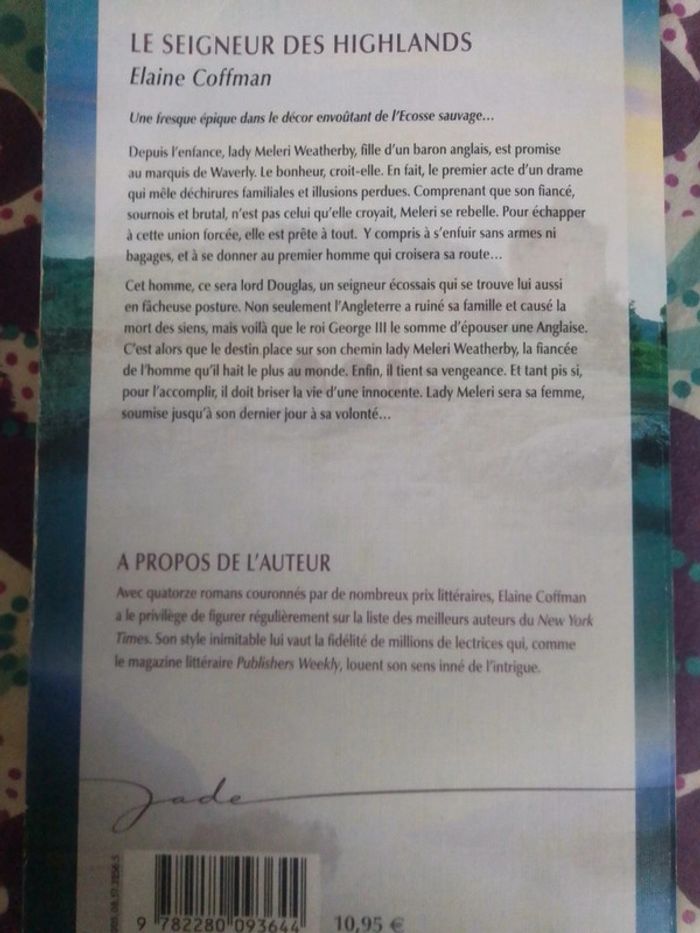 LE SEIGNEUR DES HIGHLANDS
Elaine Coffman
Une fresque épique dans le décor envoûtant de l'Ecosse sauvage...
Depuis l'enfance, lady Meleri Weatherby, fille d'un baron anglais, est promise
au marquis de Waverly. Le bonheur, croit-elle. En fait, le premier acte d'un drame
qui mêle déchirures familiales et illusions perdues. Comprenant que son fiancé,
sournois et brutal, n'est pas celui qu'elle croyait, Meleri se rebelle. Pour échapper
à cette union forcée, elle est prête à tout. Y compris à s'enfuir sans armes ni
bagages, et à se donner au premier homme qui croisera sa route...
Cet homme, ce sera lord Douglas, un seigneur écossais qui se trouve lui aussi
en fâcheuse posture. Non seulement l'Angleterre a ruiné sa famille et causé la
mort des siens, mais voilà que le roi George III le somme d'épouser une Anglaise.
C'est alors que le destin place sur son chemin lady Meleri Weatherby, la fiancée
de l'homme qu'il hait le plus au monde. Enfin, il tient sa vengeance. Et tant pis si,
pour l'accomplir, il doit briser la vie d'une innocente. Lady Meleri sera sa femme,
soumise jusqu'à son dernier jour à sa volonté...
A PROPOS DE L'AUTEUR
Avec quatorze romans couronnés par de nombreux prix littéraires, Elaine Coffman
a le privilège de figurer régulièrement sur la liste des meilleurs auteurs du New York
Times. Son style inimitable lui vaut la fidélité de millions de lectrices qui, comme
le magazine littéraire Publishers Weekly, louent son sens inné de l'intrigue.
Jade
9 782280 093644
10,95 €